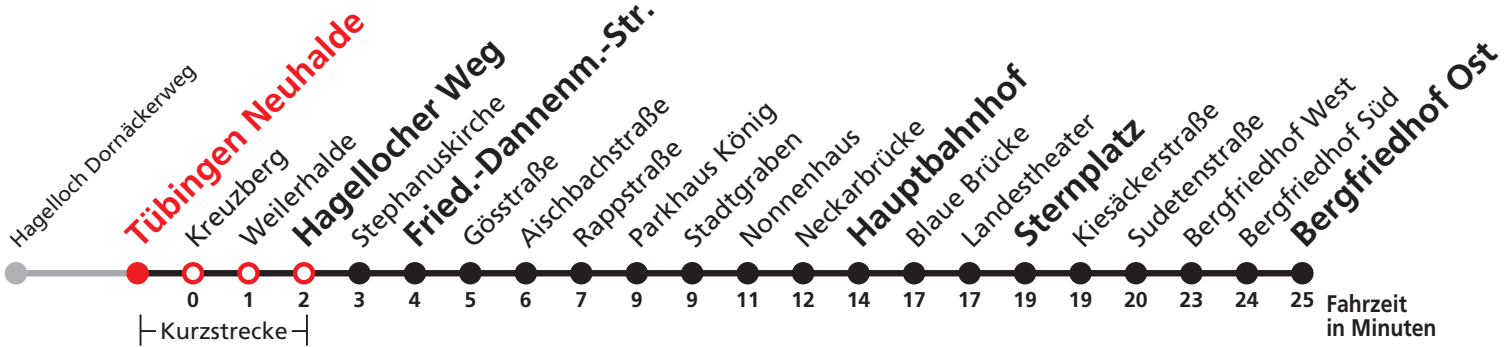 Hagelloch Dornäckerweg
Tübingen Neuhalde
Kreuzberg
Weilerhalde
Hagellocher Weg
Stephanuskirche
Fried.-Dannenm.-Str.
Gösstraße
Aischbachstraße
Rappstraße
Parkhaus König
Stadtgraben
Nonnenhaus
Neckarbrücke
Hauptbahnhof
Blaue Brücke
Landestheater
Sternplatz
Kiesäckerstraße
Sudetenstraße
Bergfriedhof West
Bergfriedhof Süd
Bergfriedhof Ost
0 1 2 3 4 5 6 7 9 9 11 12 14 17 17 19 19 20 23 24 25
Fahrzeit
in Minuten
Kurzstrecke